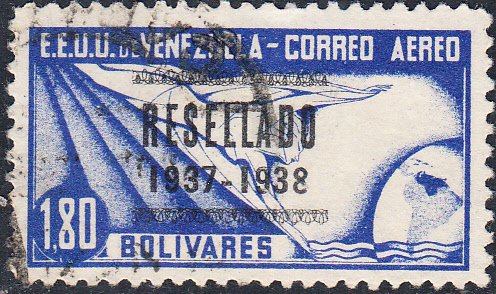 E.E.U.U. DE VENEZUELA - CORREO AEREO
RESELLADO
1937-1938
1,80
BOLIVARES